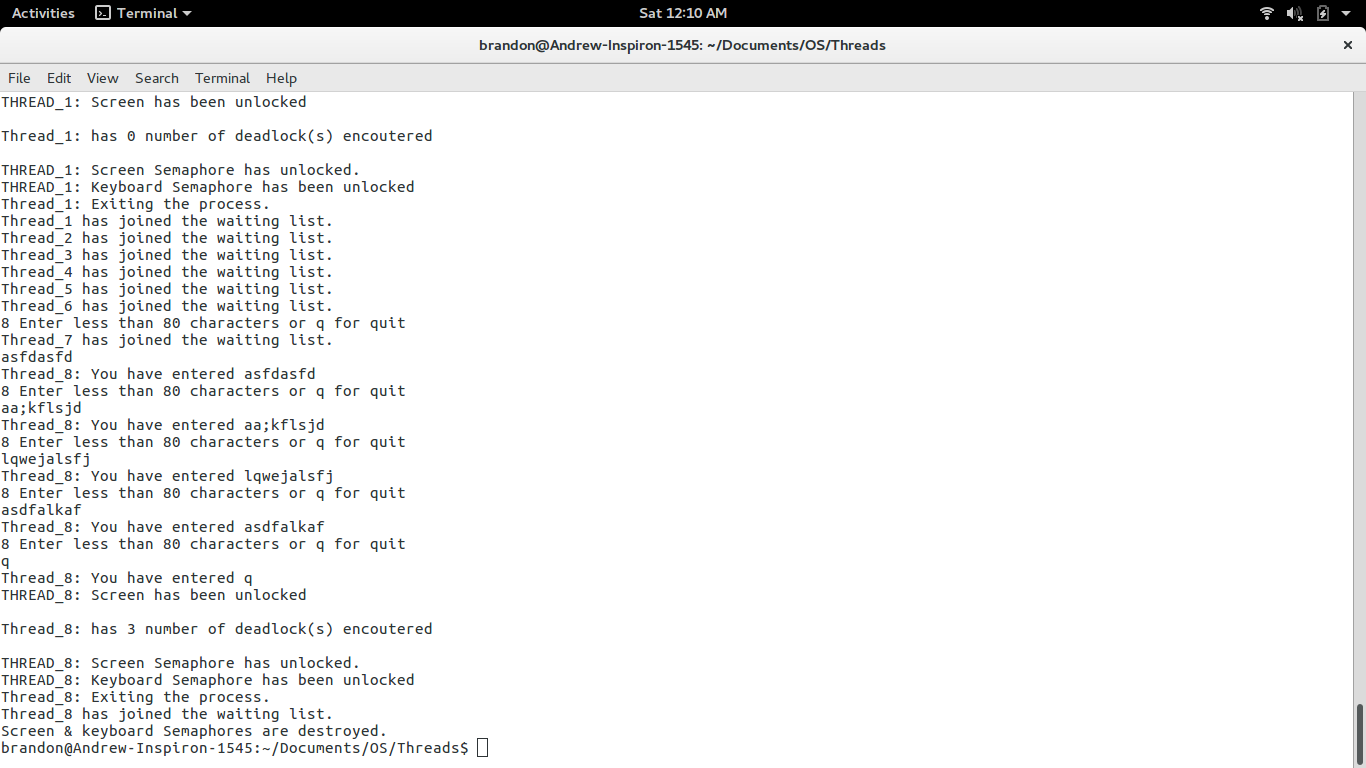 Activities Terminal Sat 12:10 AM
brandon@Andrew-Inspiron-1545: ~/Documents/OS/Threads ×
File Edit View Search Terminal Help
THREAD_1: Screen has been unlocked
Thread_1: has 0 number of deadlock(s) encoutered
THREAD_1: Screen Semaphore has unlocked.
THREAD_1: Keyboard Semaphore has been unlocked
Thread_1: Exiting the process.
Thread_1 has joined the waiting list.
Thread_2 has joined the waiting list.
Thread_3 has joined the waiting list.
Thread_4 has joined the waiting list.
Thread_5 has joined the waiting list.
Thread_6 has joined the waiting list.
8 Enter less than 80 characters or q for quit
Thread_7 has joined the waiting list.
asfdasfd
Thread_8: You have entered asfdasfd
8 Enter less than 80 characters or q for quit
aa;kflsjd
Thread_8: You have entered aa;kflsjd
8 Enter less than 80 characters or q for quit
lqwejalsfj
Thread_8: You have entered lqwejalsfj
8 Enter less than 80 characters or q for quit
asdfalkaf
Thread_8: You have entered asdfalkaf
8 Enter less than 80 characters or q for quit
q
Thread_8: You have entered q
THREAD_8: Screen has been unlocked
Thread_8: has 3 number of deadlock(s) encoutered
THREAD_8: Screen Semaphore has unlocked.
THREAD_8: Keyboard Semaphore has been unlocked
Thread_8: Exiting the process.
Thread_8 has joined the waiting list.
Screen & keyboard Semaphores are destroyed.
brandon@Andrew-Inspiron-1545:~/Documents/OS/Threads$